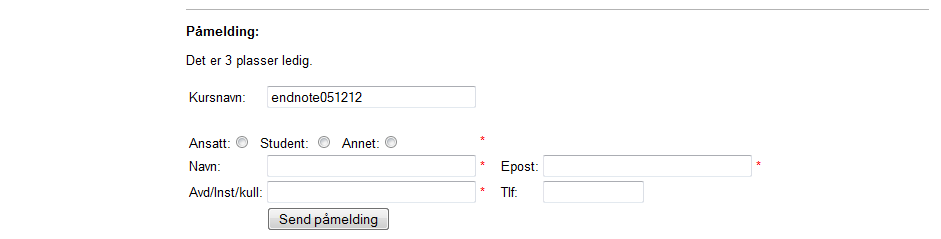 Påmelding:
Det er 3 plasser ledig.
Kursnavn: endnote051212
Ansatt: Student: Annet: *
Navn: * Epost: *
Avd/Inst/kull: * Tlf:
Send påmelding